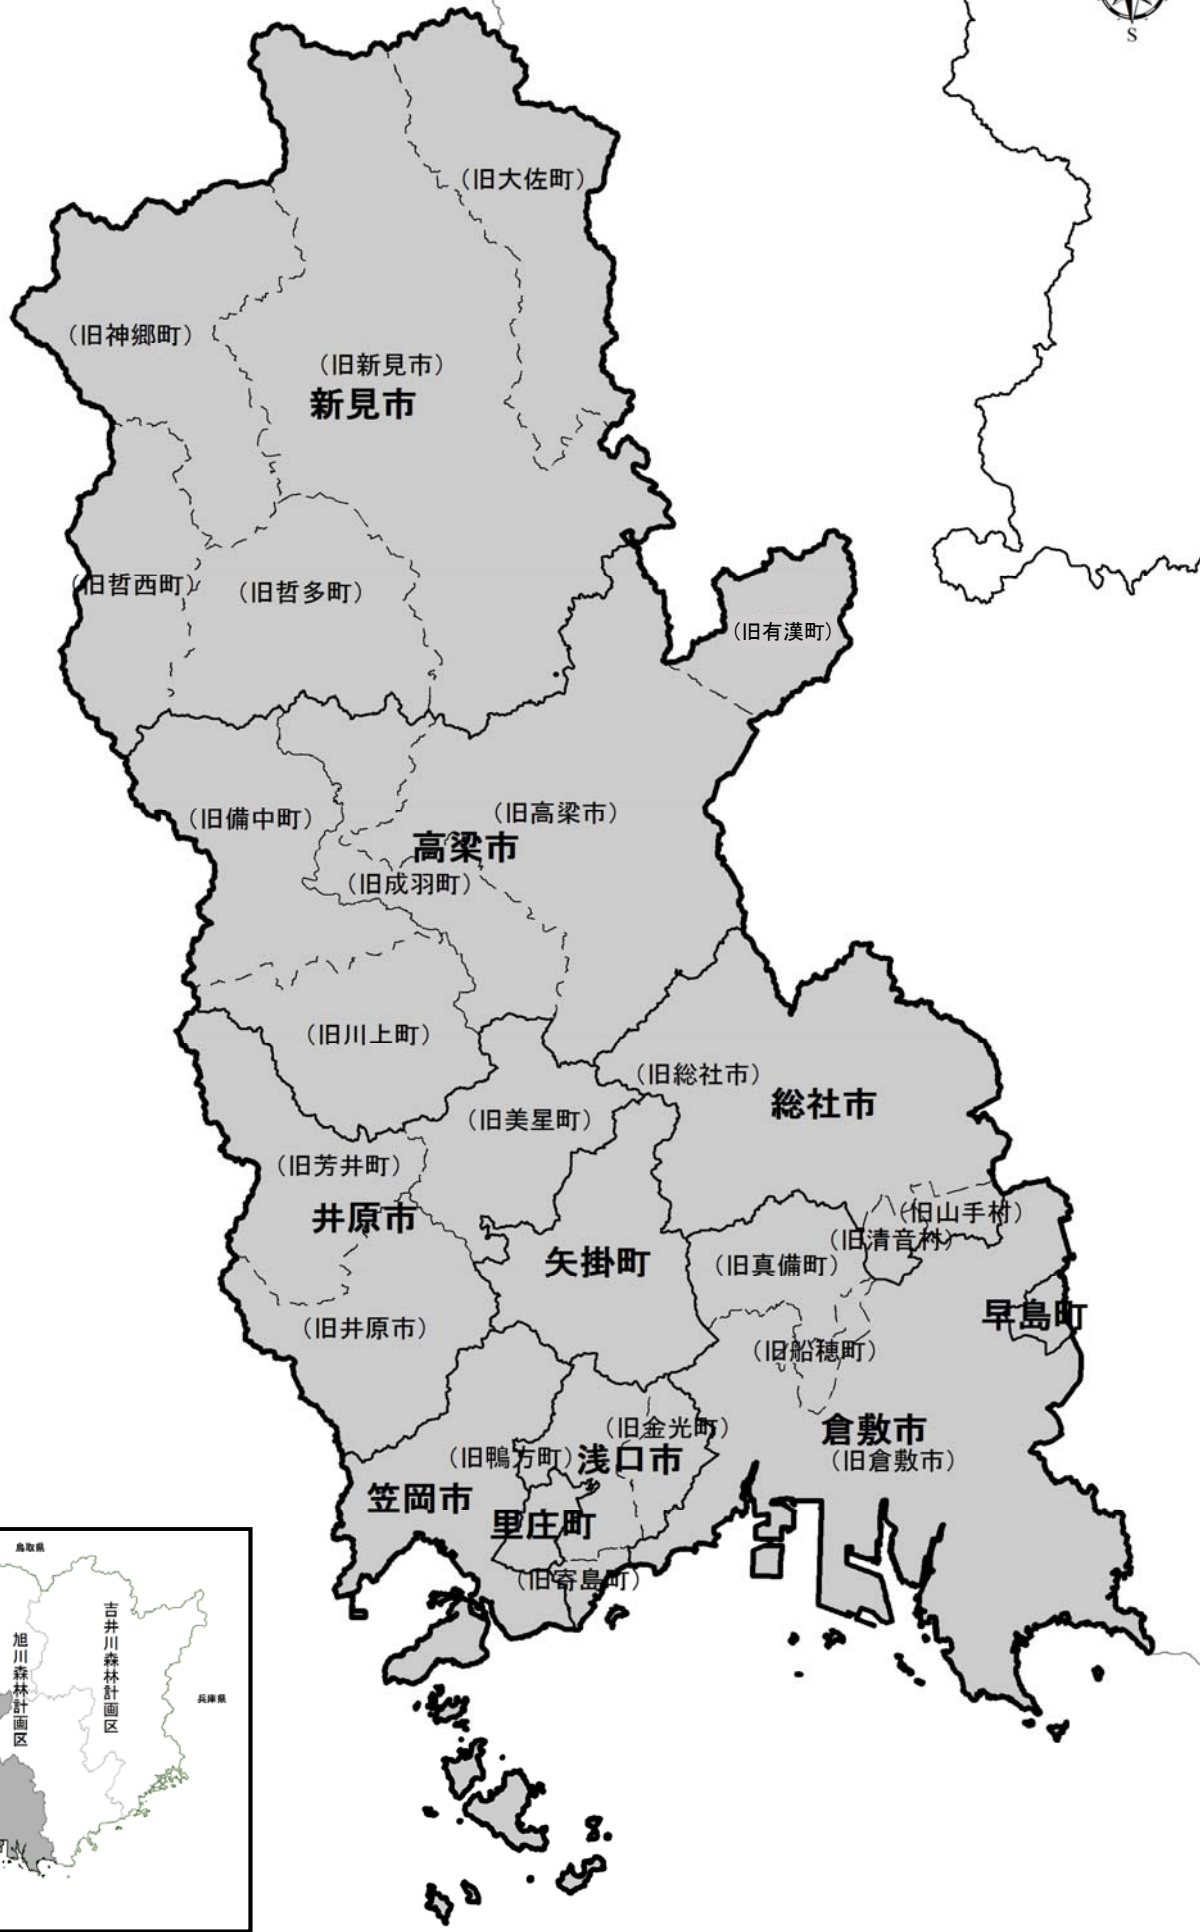 S
（旧大佐町）
（旧神郷町）
（旧新見市）
新見市
（旧哲西町）
（旧哲多町）
（旧有漢町）
（旧備中町）
（旧高梁市）
高梁市
（旧成羽町）
（旧川上町）
（旧総社市）
総社市
（旧美星町）
（旧芳井町）
井原市
（旧山手村）
（旧清音村）
矢掛町
（旧真備町）
早島町
（旧井原市）
（旧船穂町）
（旧金光町）
倉敷市
（旧鴨方町）
浅口市
（旧倉敷市）
笠岡市
里庄町
（旧寄島町）
鳥取県
吉井川森林計画区
旭川森林計画区
兵庫県